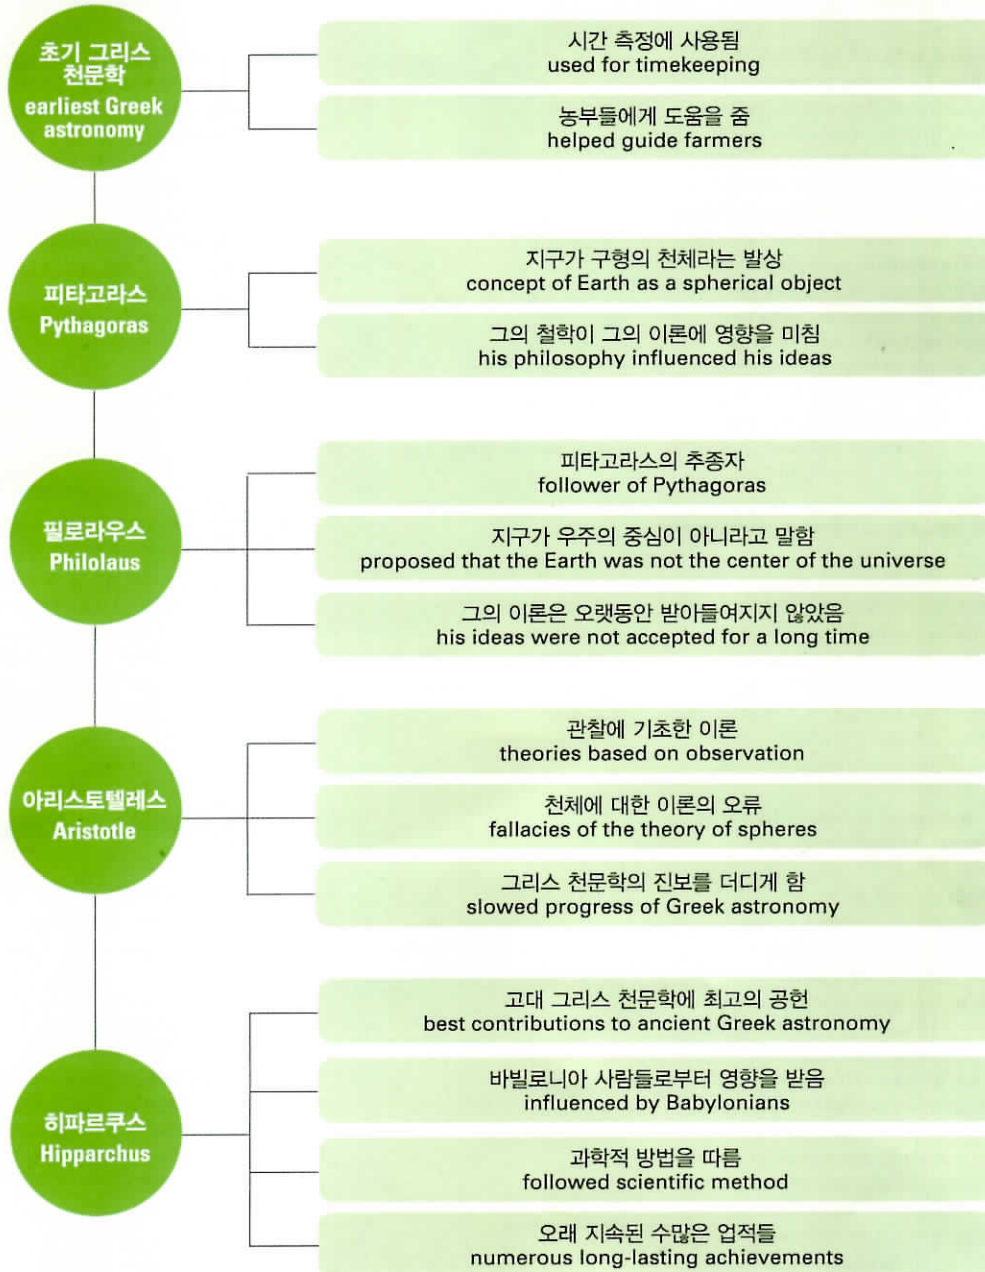 초기 그리스
천문학
earliest Greek
astronomy
시간 측정에 사용됨
used for timekeeping
농부들에게 도움을 줌
helped guide farmers
피타고라스
Pythagoras
지구가 구형의 천체라는 발상
concept of Earth as a spherical object
그의 철학이 그의 이론에 영향을 미침
his philosophy influenced his ideas
필로라우스
Philolaus
피타고라스의 추종자
follower of Pythagoras
지구가 우주의 중심이 아니라고 말함
proposed that the Earth was not the center of the universe
그의 이론은 오랫동안 받아들여지지 않았음
his ideas were not accepted for a long time
아리스토텔레스
Aristotle
관찰에 기초한 이론
theories based on observation
천체에 대한 이론의 오류
fallacies of the theory of spheres
그리스 천문학의 진보를 더디게 함
slowed progress of Greek astronomy
히파르쿠스
Hipparchus
고대 그리스 천문학에 최고의 공헌
best contributions to ancient Greek astronomy
바빌로니아 사람들로부터 영향을 받음
influenced by Babylonians
과학적 방법을 따름
followed scientific method
오래 지속된 수많은 업적들
numerous long-lasting achievements